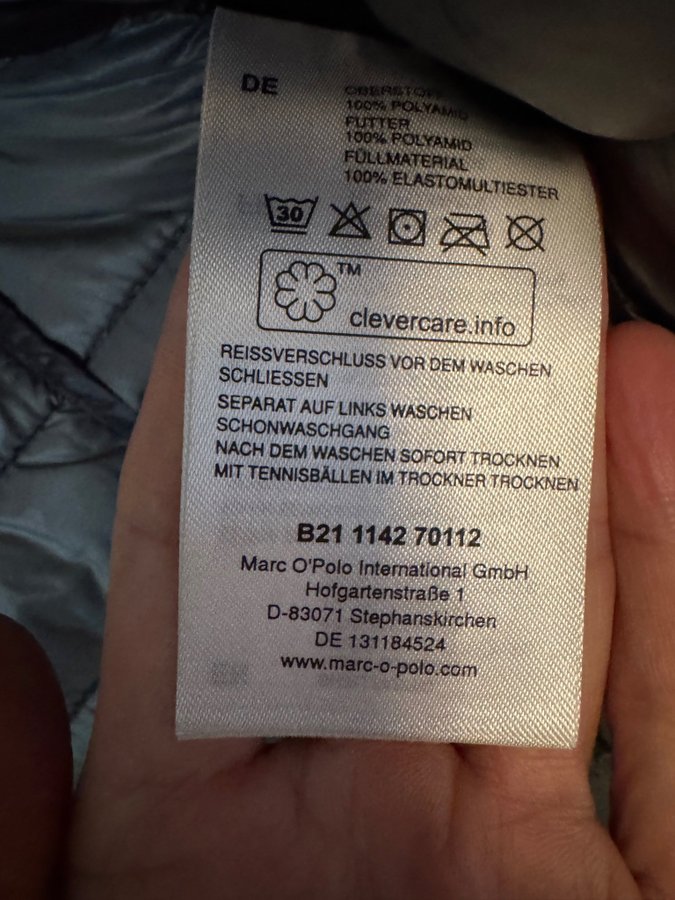 DE
OBERSTOFF
100% POLYAMID
FUTTER
100% POLYAMID
FÜLLMATERIAL
100% ELASTOMULTIESTER
30
TM
clevercare.info
REISSVERSCHLUSS VOR DEM WASCHEN
SCHLIESSEN
SEPARAT AUF LINKS WASCHEN
SCHONWASCHGANG
NACH DEM WASCHEN SOFORT TROCKNEN
MIT TENNISBÄLLEN IM TROCKNER TROCKNEN
B21 1142 70112
Marc O'Polo International GmbH
Hofgartenstraße 1
D-83071 Stephanskirchen
DE 131184524
www.marc-o-polo.com